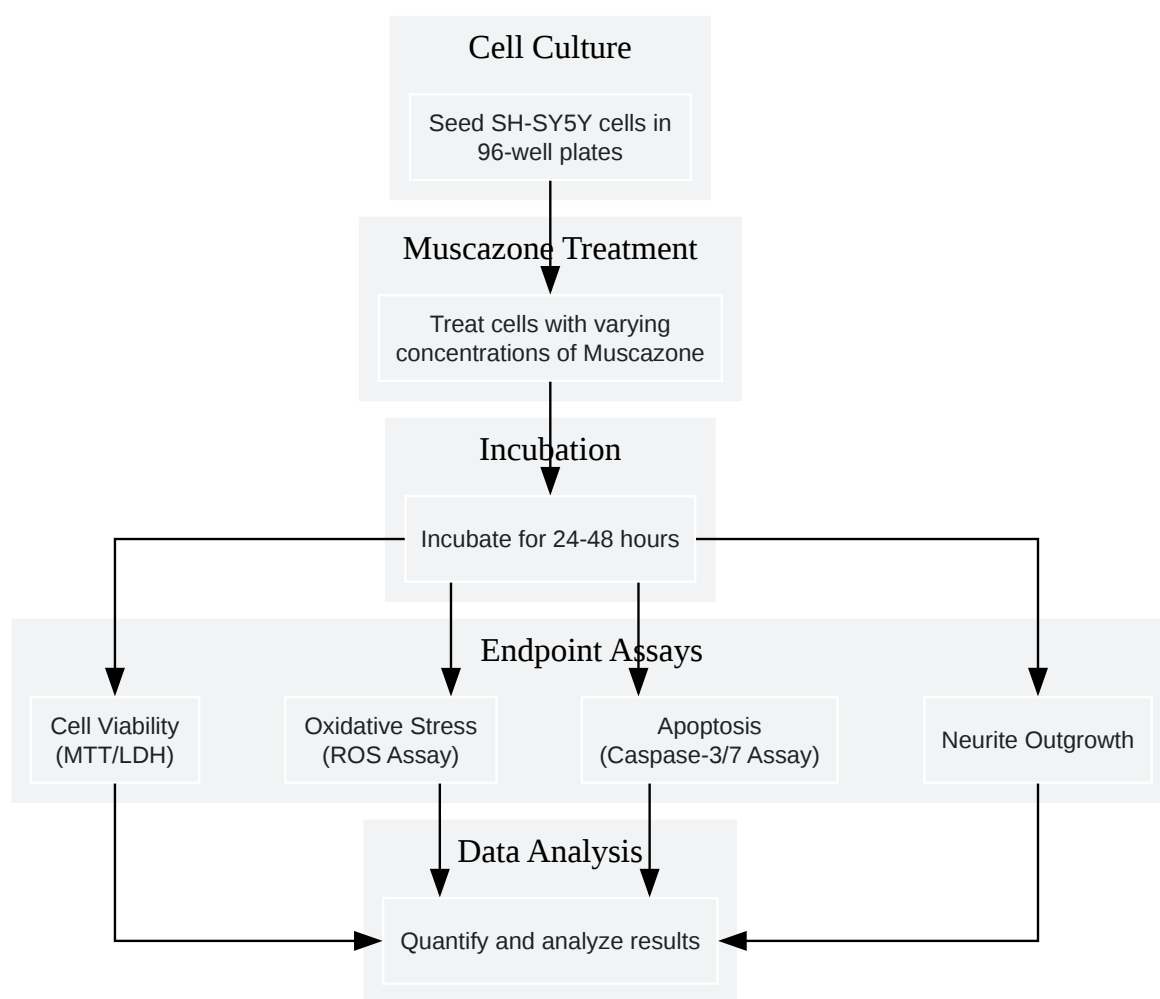 Cell Culture
Seed SH-SY5Y cells in
96-well plates
Muscazone Treatment
Treat cells with varying
concentrations of Muscazone
Incubation
Incubate for 24-48 hours
Endpoint Assays
Cell Viability
(MTT/LDH)
Oxidative Stress
(ROS Assay)
Apoptosis
(Caspase-3/7 Assay)
Neurite Outgrowth
Data Analysis
Quantify and analyze results